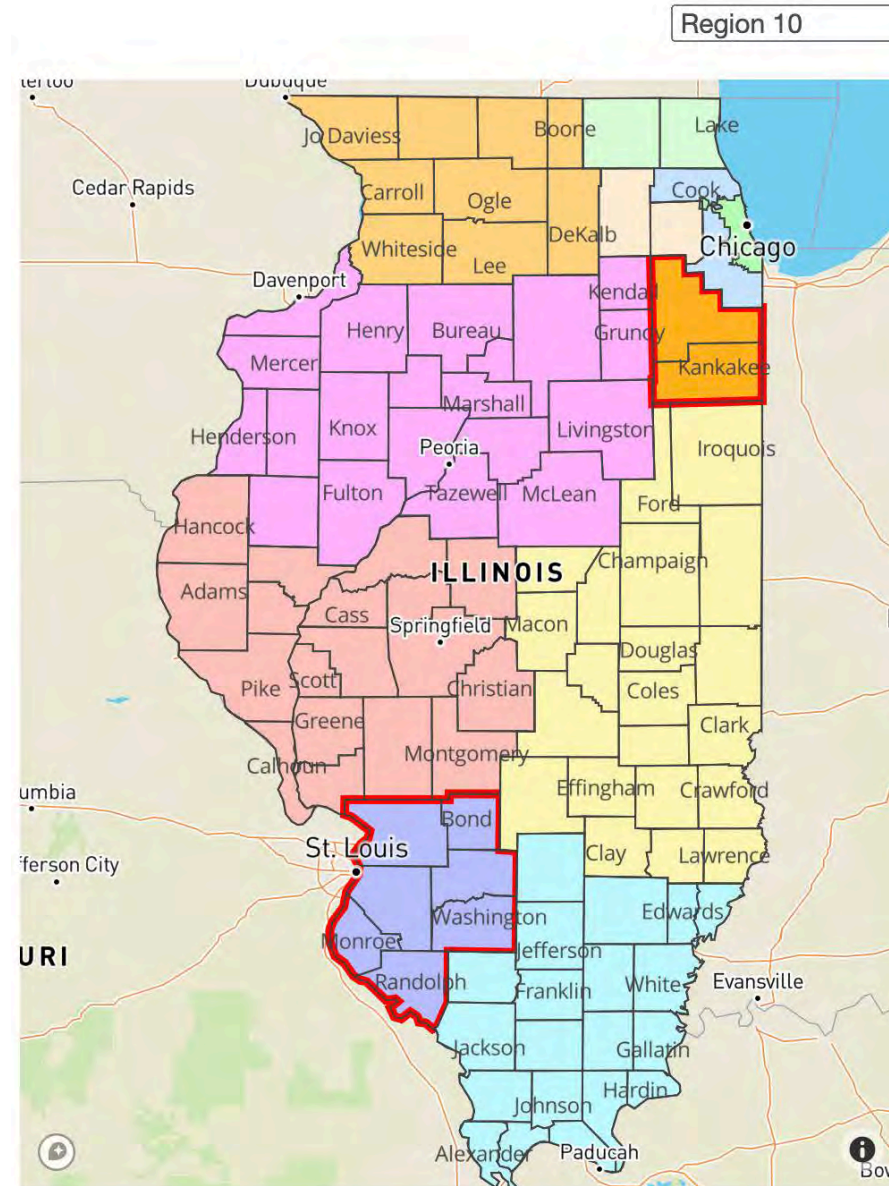 Region 10
Dubuque
Jo Daviess
Boone
Lake
Cedar Rapids
Carroll
Ogle
Cook
DeKalb
Chicago
Whiteside
Lee
Davenport
Kendall
Henry
Bureau
Grundy
Mercer
Kankakee
Marshall
Henderson
Knox
Peoria
Livingston
Iroquois
Fulton
Tazewell
McLean
Ford
Hancock
ILLINOIS
Champaign
Adams
Cass
Springfield
Macon
Douglas
Pike
Scott
Christian
Coles
Greene
Clark
Calhoun
Montgomery
umbia
Effingham
Crawford
Bond
St. Louis
Clay
Lawrence
fferson City
Washington
Edwards
URI
Monroe
Jefferson
Randolph
Franklin
White
Evansville
Jackson
Gallatin
Hardin
Johnson
Alexander
Paducah
Bov